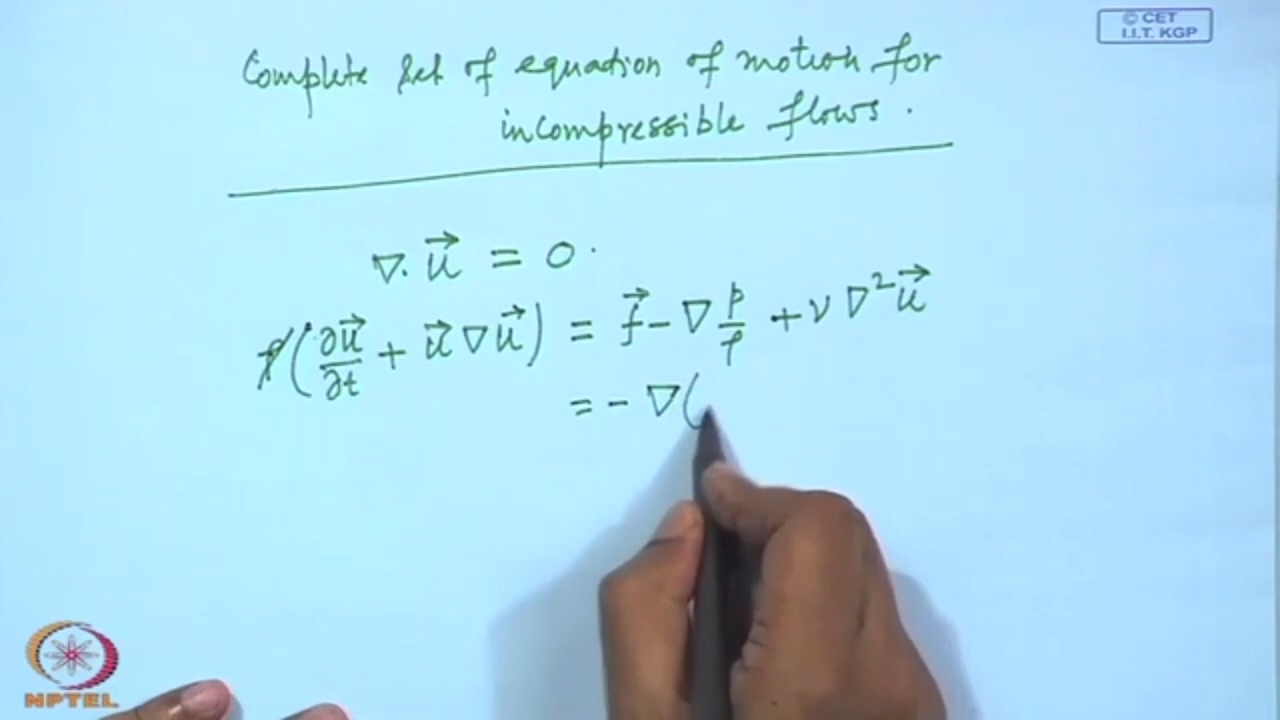 © CET
I.I.T. KGP
Complete set of equation of motion for
incompressible flows.
∇. u⃗ = 0.
ρ̸(∂u⃗/∂t + u⃗∇u⃗) = f⃗ - ∇ p/ρ + ν∇²u⃗
= - ∇(
NPTEL